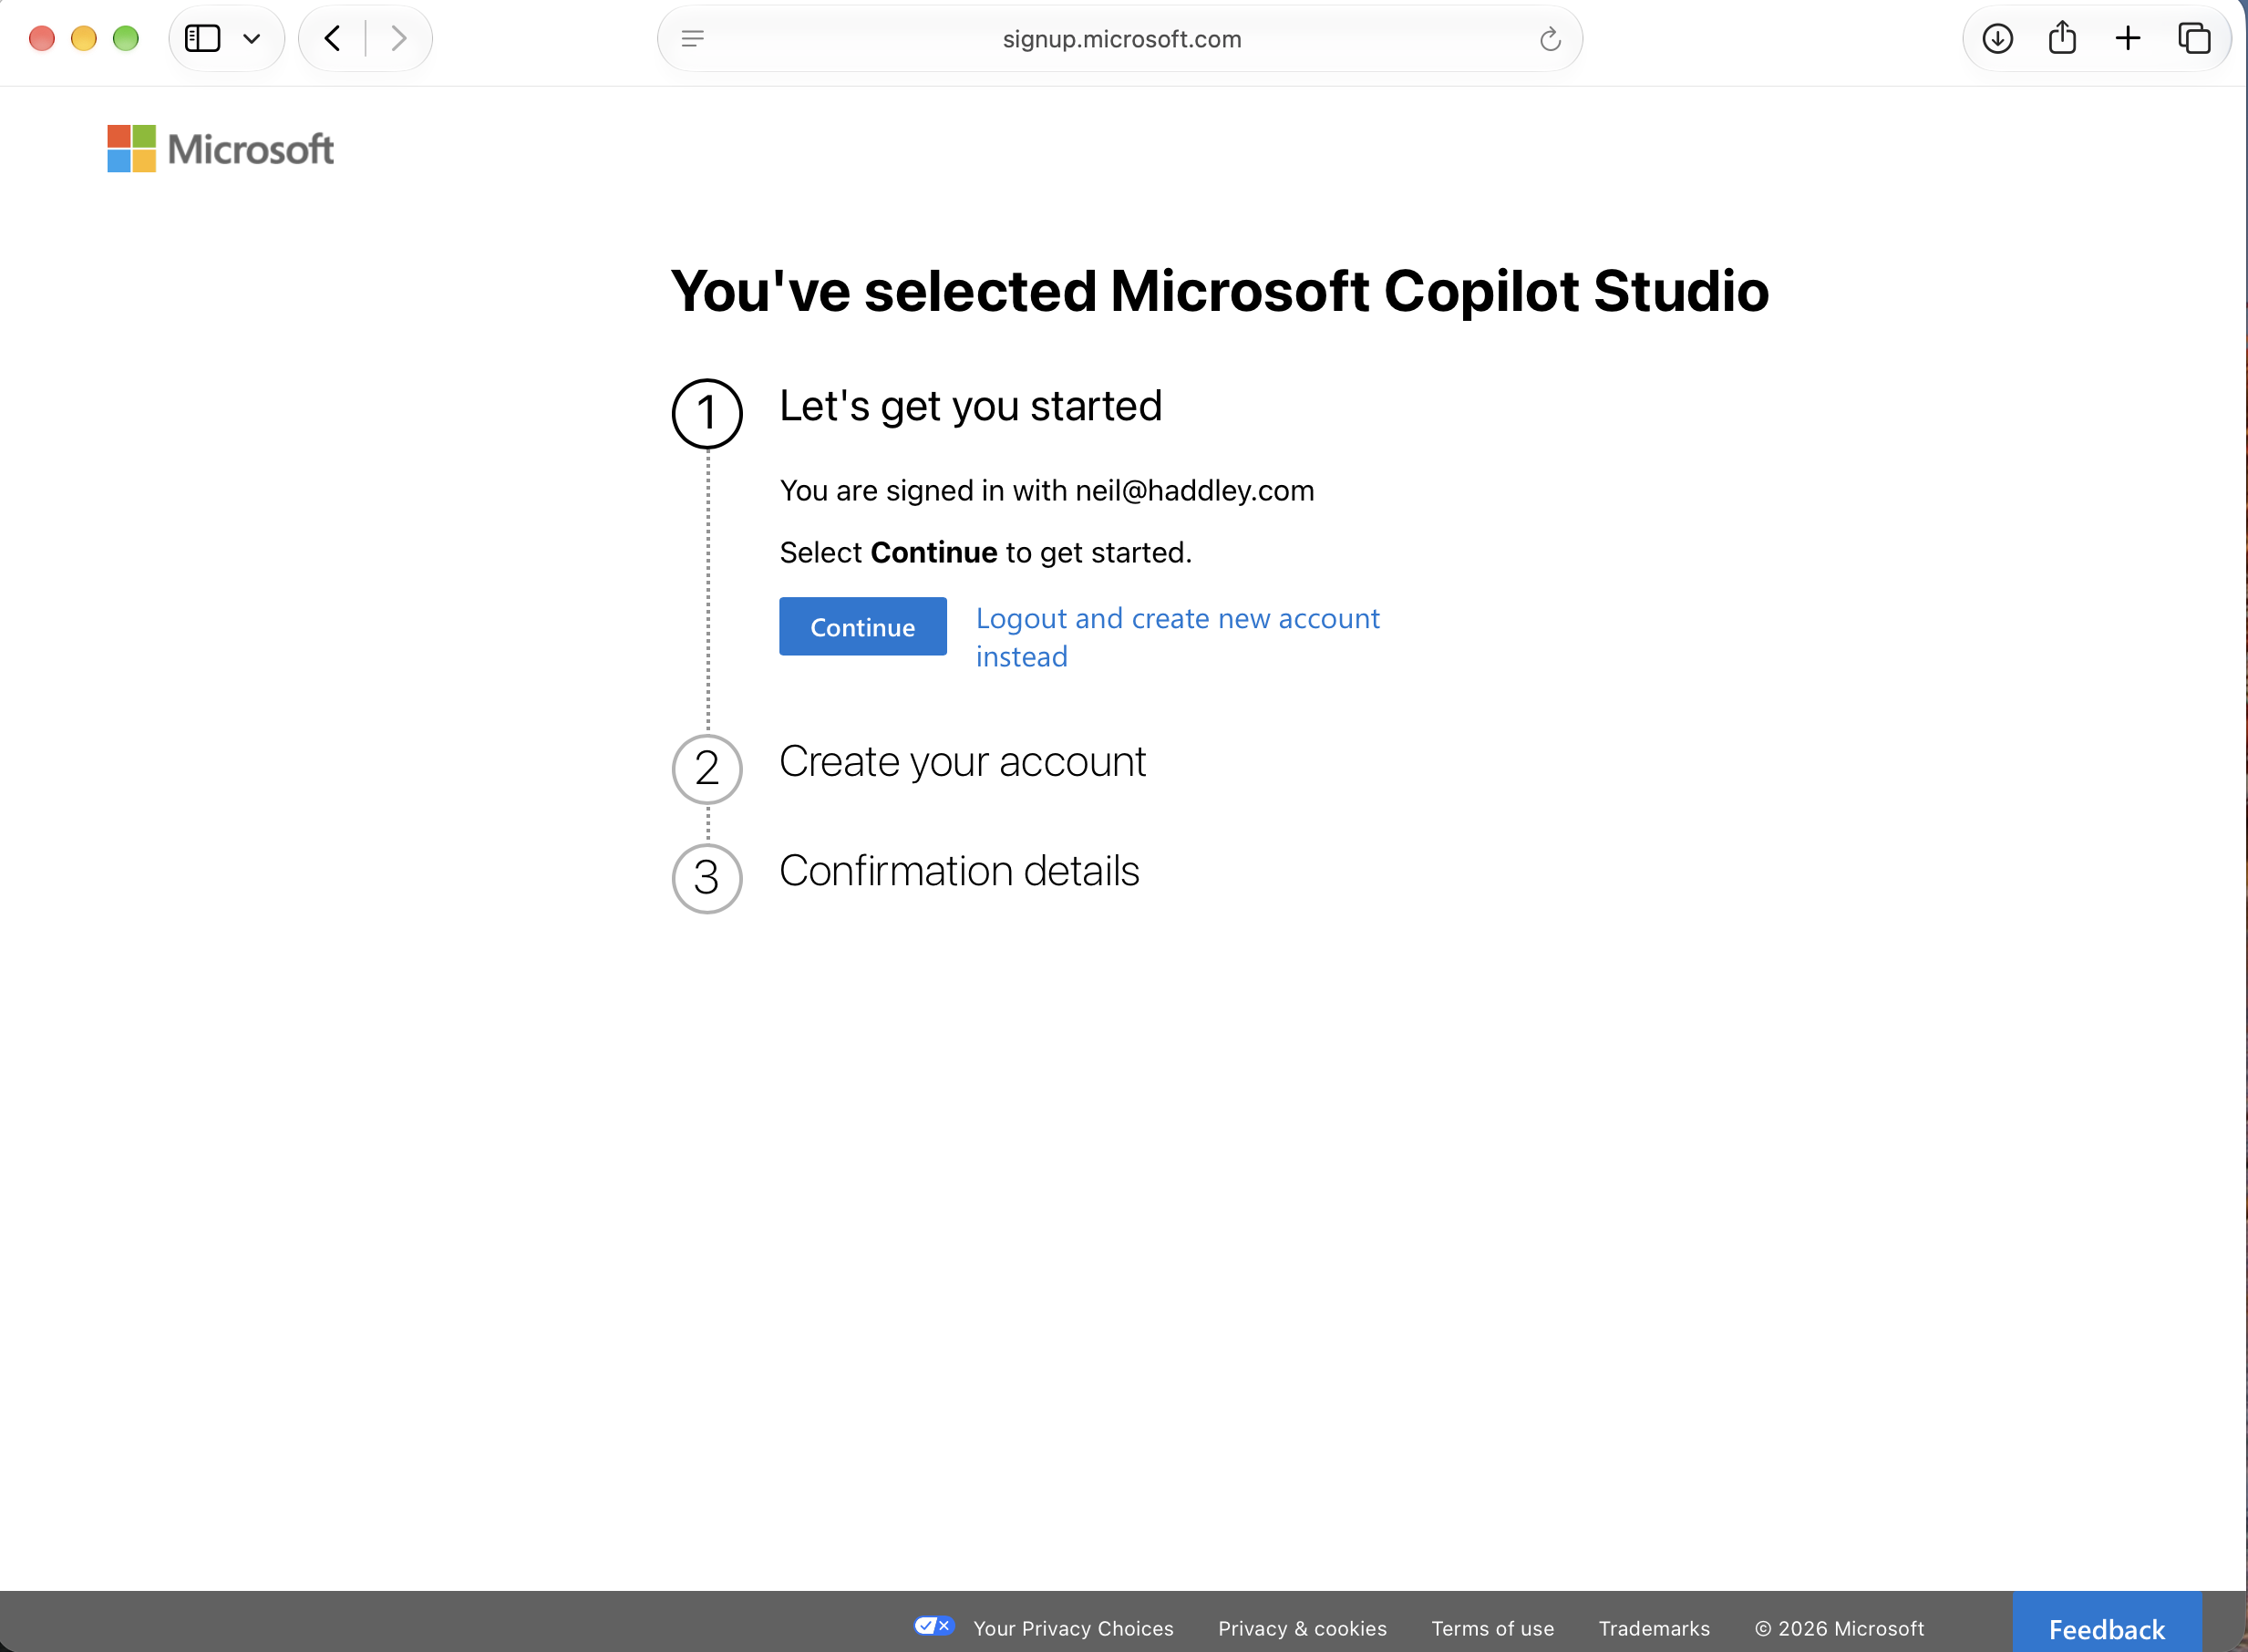 signup.microsoft.com
Microsoft
You've selected Microsoft Copilot Studio
1
Let's get you started
You are signed in with neil@haddley.com
Select Continue to get started.
Continue
Logout and create new account
instead
2
Create your account
3
Confirmation details
Your Privacy Choices
Privacy & cookies
Terms of use
Trademarks
© 2026 Microsoft
Feedback